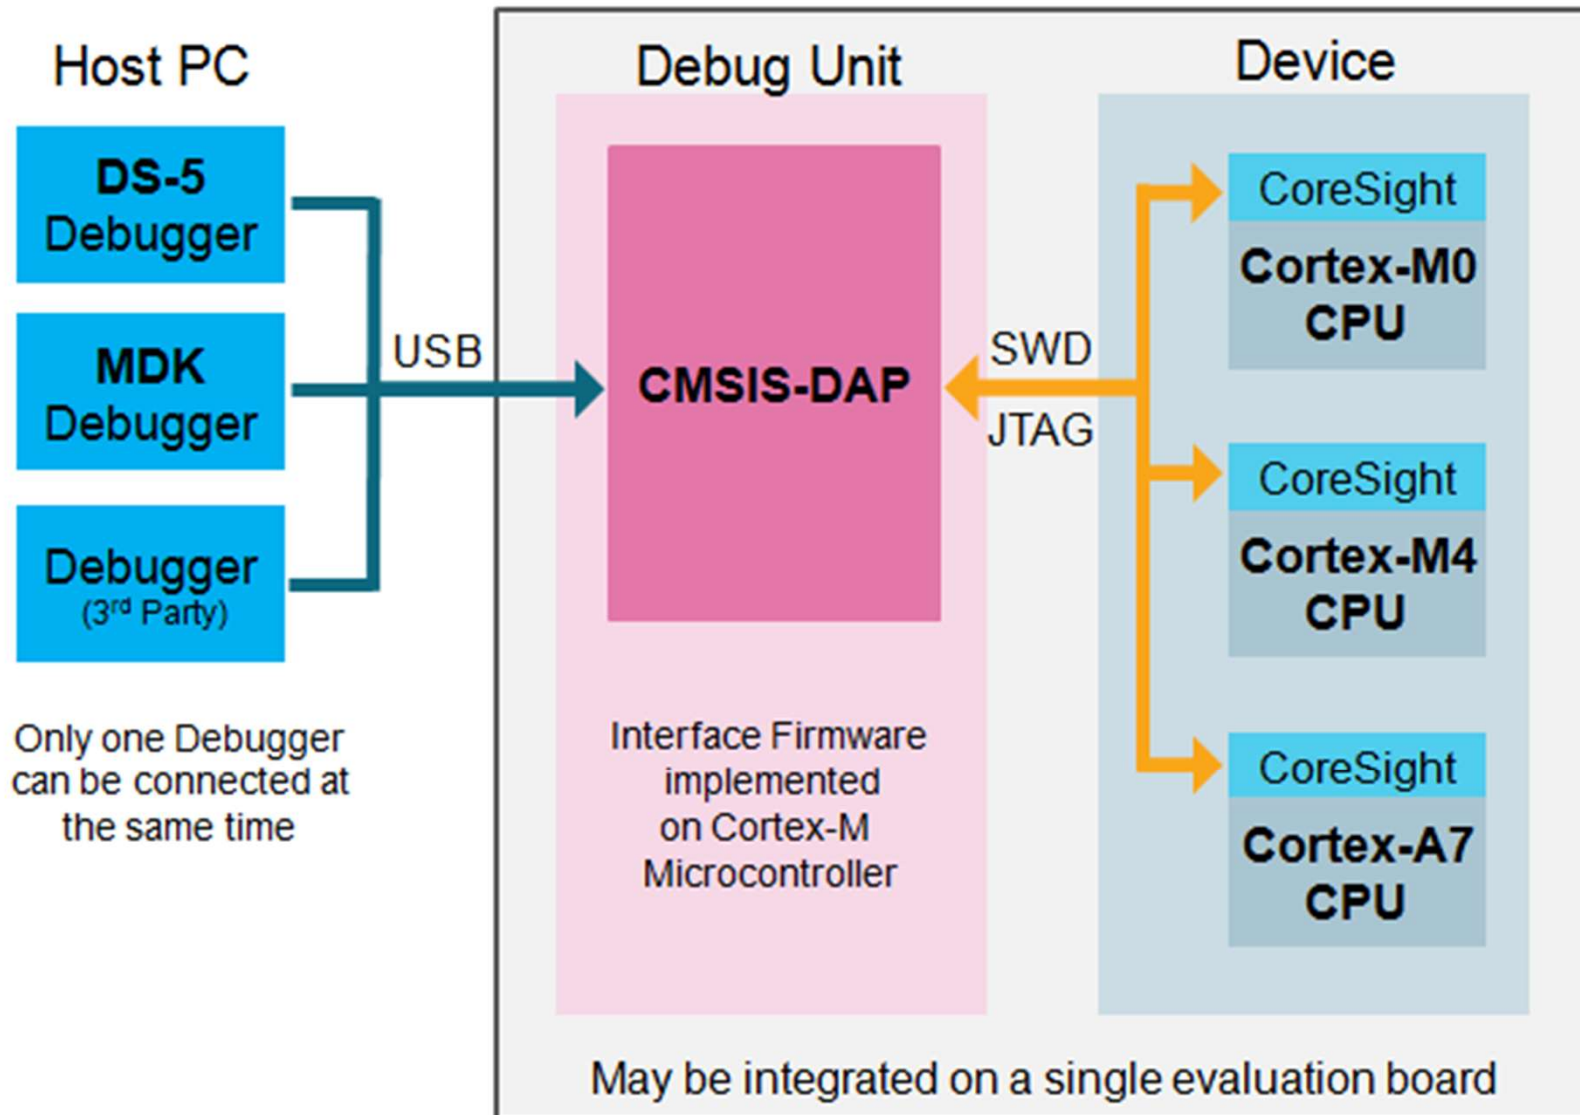 Host PC
DS-5
Debugger
MDK
Debugger
Debugger
(3rd Party)
Only one Debugger
can be connected at
the same time
USB
Debug Unit
CMSIS-DAP
Interface Firmware
implemented
on Cortex-M
Microcontroller
SWD
JTAG
Device
CoreSight
Cortex-M0
CPU
CoreSight
Cortex-M4
CPU
CoreSight
Cortex-A7
CPU
May be integrated on a single evaluation board